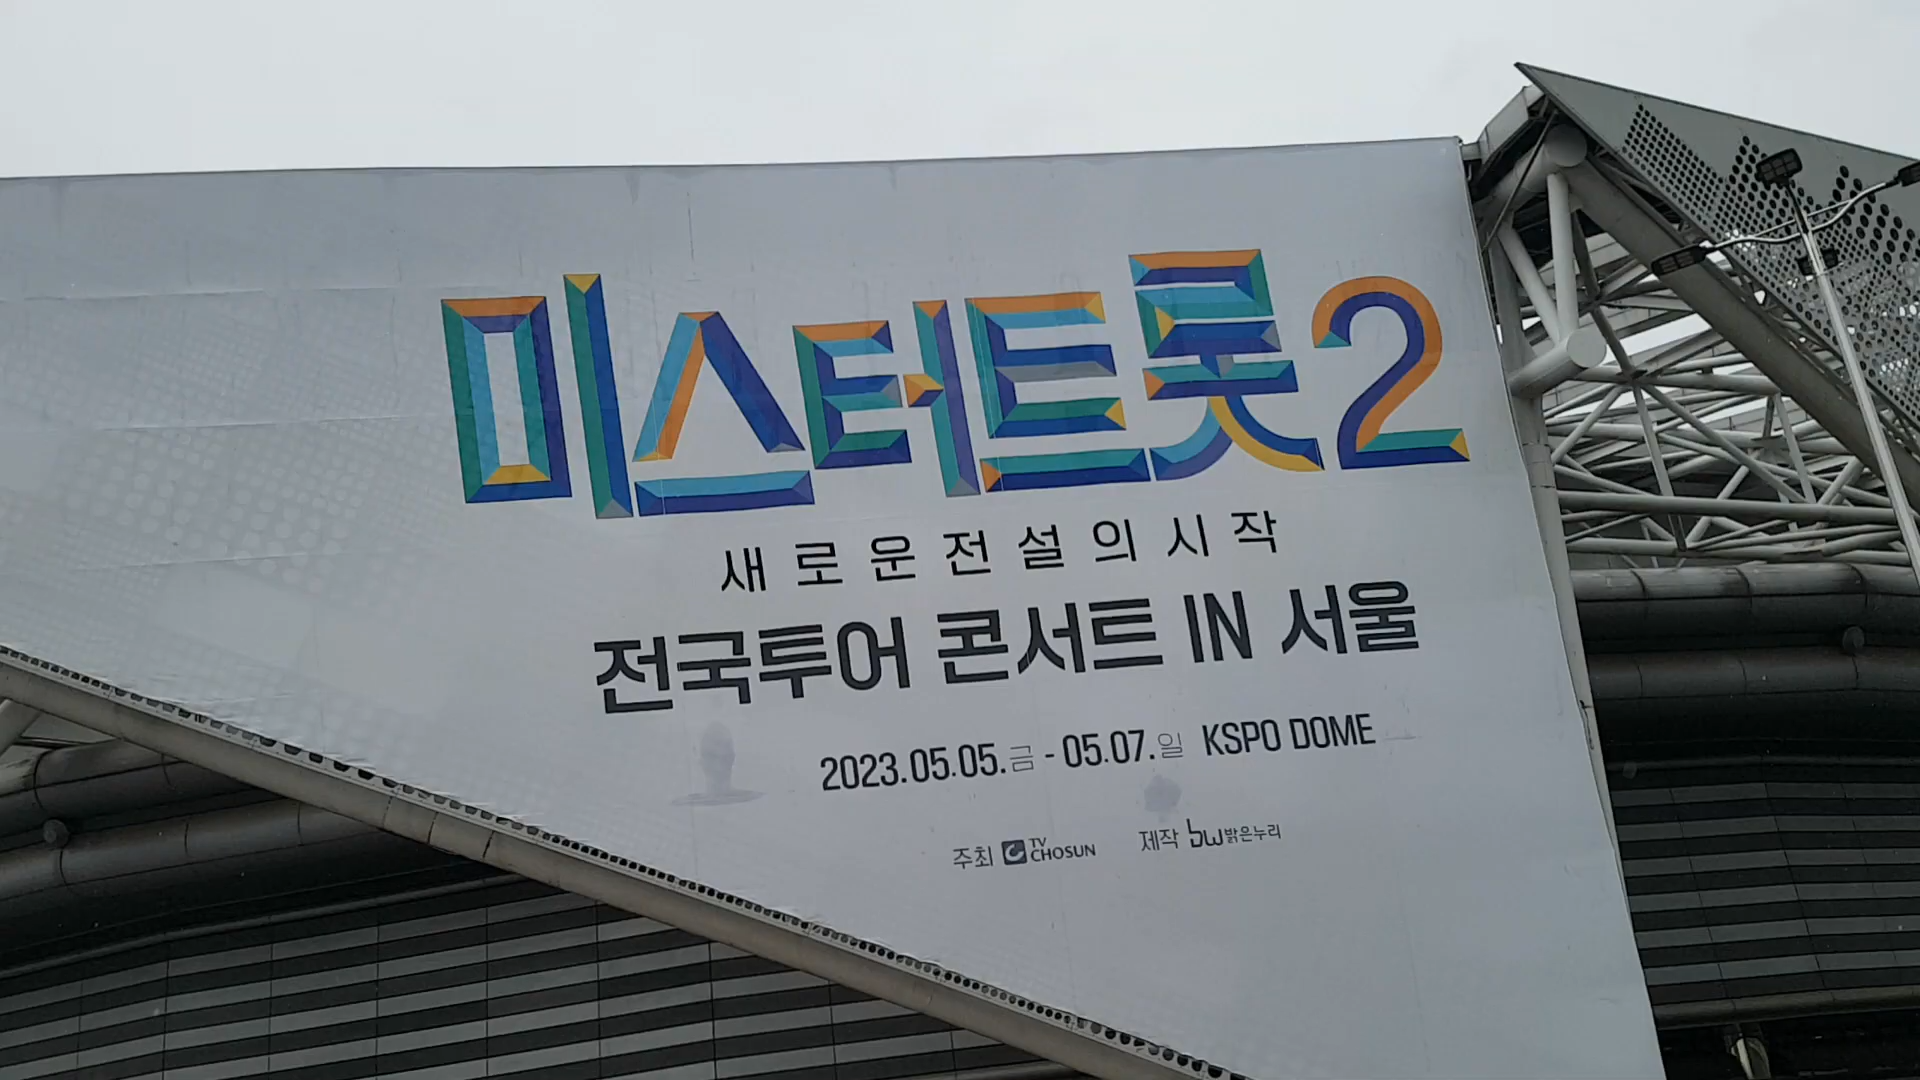 미스터트롯2
새로운전설의시작
전국투어 콘서트 IN 서울
2023.05.05.금 - 05.07.일 KSPO DOME
주최 TV CHOSUN 제작 bw밝은누리